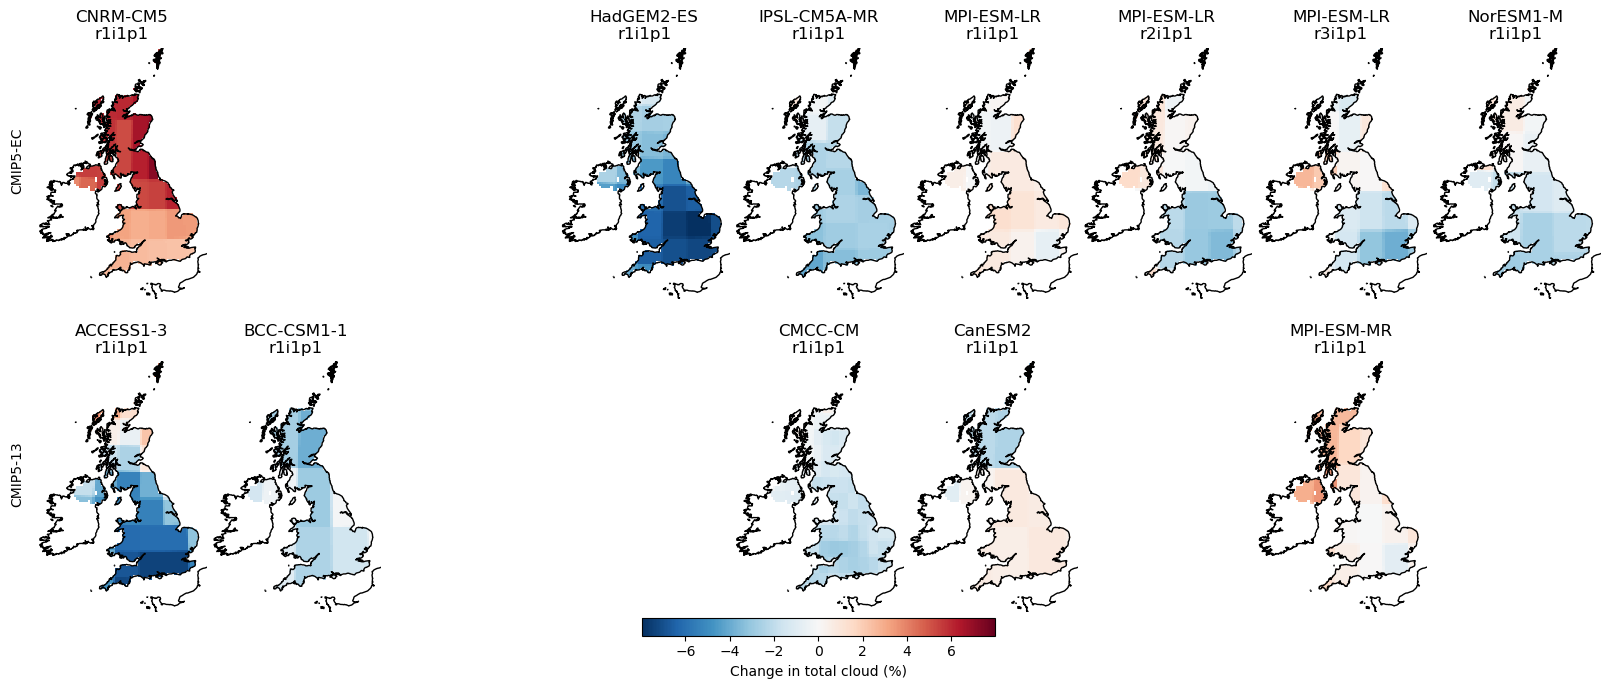 CNRM-CM5
r1i1p1
HadGEM2-ES
r1i1p1
IPSL-CM5A-MR
r1i1p1
MPI-ESM-LR
r1i1p1
MPI-ESM-LR
r2i1p1
MPI-ESM-LR
r3i1p1
NorESM1-M
r1i1p1
CMIP5-EC
ACCESS1-3
r1i1p1
BCC-CSM1-1
r1i1p1
CMCC-CM
r1i1p1
CanESM2
r1i1p1
MPI-ESM-MR
r1i1p1
CMIP5-13
−6 −4 −2 0 2 4 6
Change in total cloud (%)